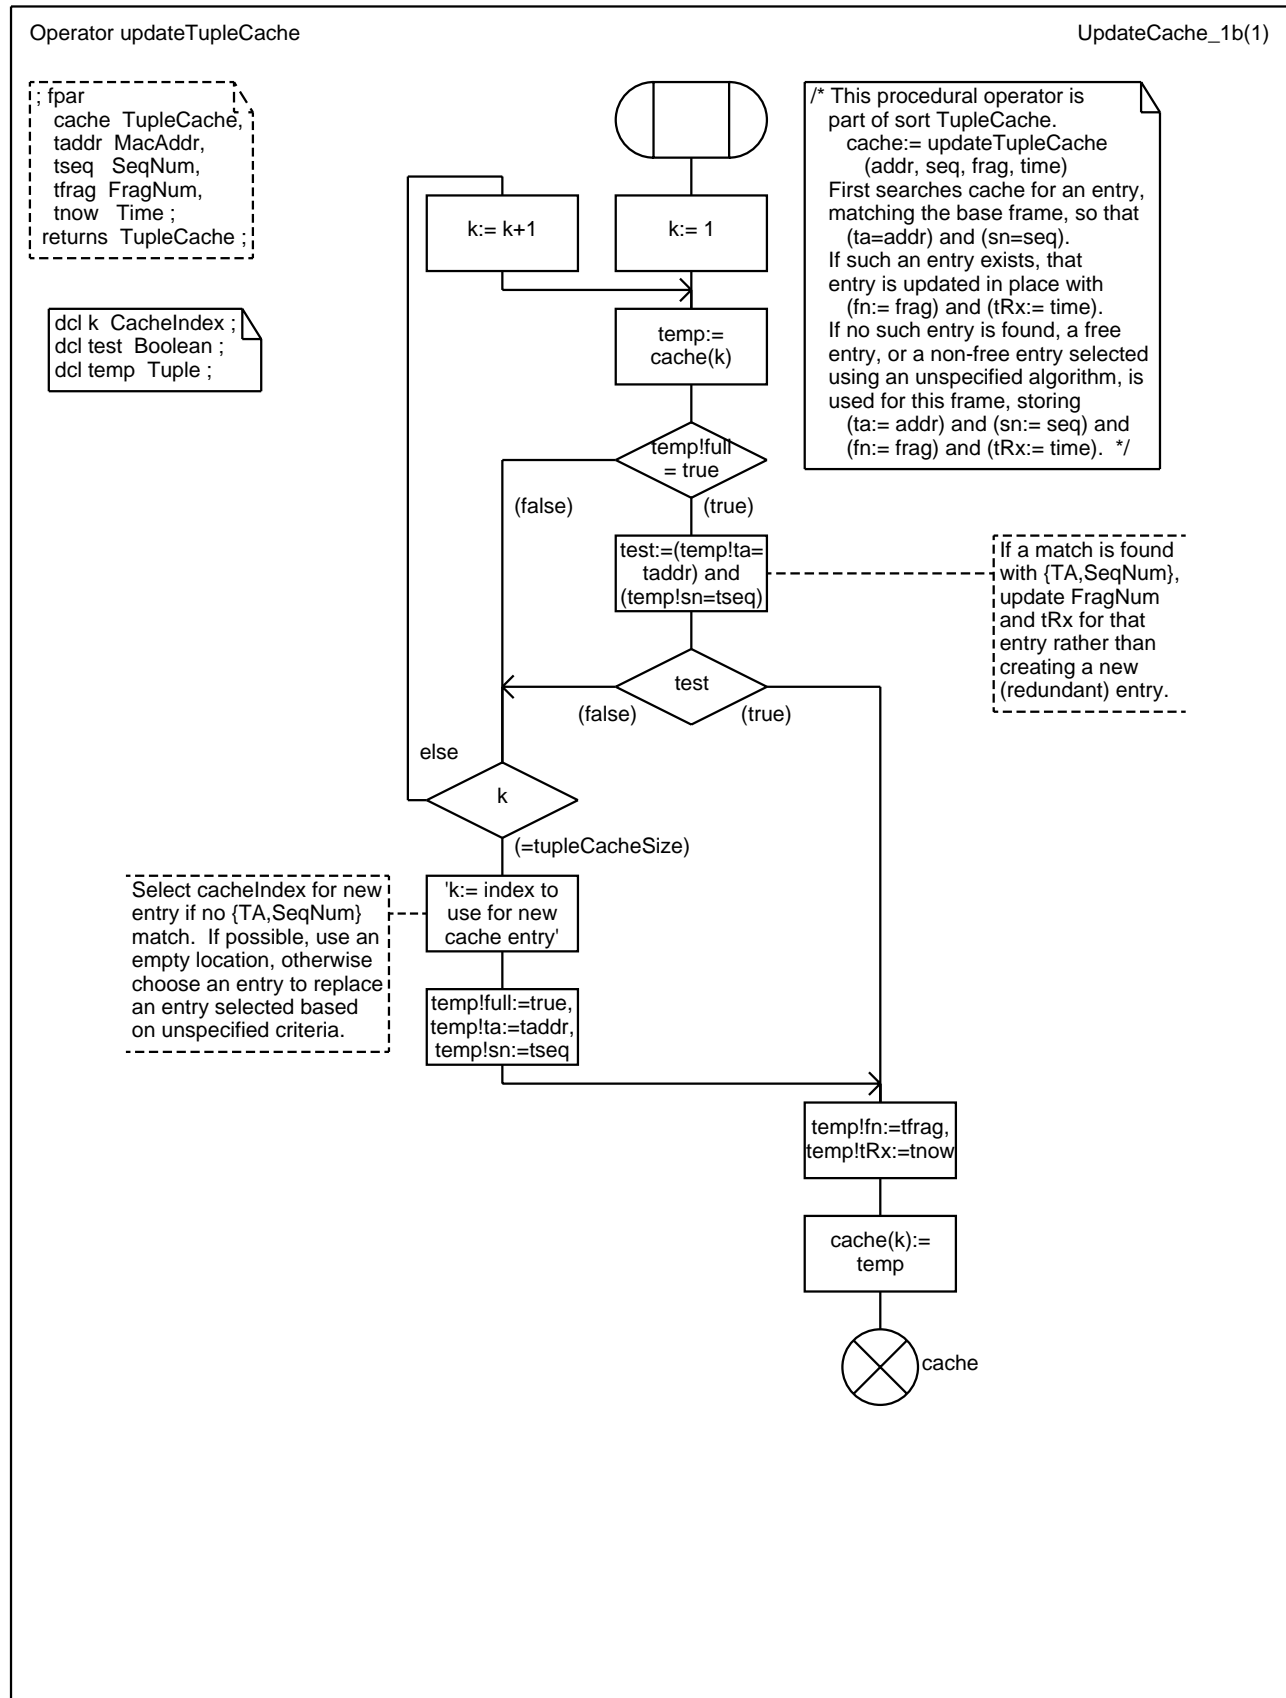 Operator updateTupleCache
UpdateCache_1b(1)
; fpar
cache TupleCache,
taddr MacAddr,
tseq SeqNum,
tfrag FragNum,
tnow Time ;
returns TupleCache ;
dcl k CacheIndex ;
dcl test Boolean ;
dcl temp Tuple ;
/* This procedural operator is
part of sort TupleCache.
cache:= updateTupleCache
(addr, seq, frag, time)
First searches cache for an entry,
matching the base frame, so that
(ta=addr) and (sn=seq).
If such an entry exists, that
entry is updated in place with
(fn:= frag) and (tRx:= time).
If no such entry is found, a free
entry, or a non-free entry selected
using an unspecified algorithm, is
used for this frame, storing
(ta:= addr) and (sn:= seq) and
(fn:= frag) and (tRx:= time). */
k:= k+1
k:= 1
temp:=
cache(k)
temp!full
= true
(false)
(true)
test:=(temp!ta=
taddr) and
(temp!sn=tseq)
If a match is found
with {TA,SeqNum},
update FragNum
and tRx for that
entry rather than
creating a new
(redundant) entry.
test
(false)
(true)
else
k
(=tupleCacheSize)
Select cacheIndex for new
entry if no {TA,SeqNum}
match. If possible, use an
empty location, otherwise
choose an entry to replace
an entry selected based
on unspecified criteria.
'k:= index to
use for new
cache entry'
temp!full:=true,
temp!ta:=taddr,
temp!sn:=tseq
temp!fn:=tfrag,
temp!tRx:=tnow
cache(k):=
temp
cache